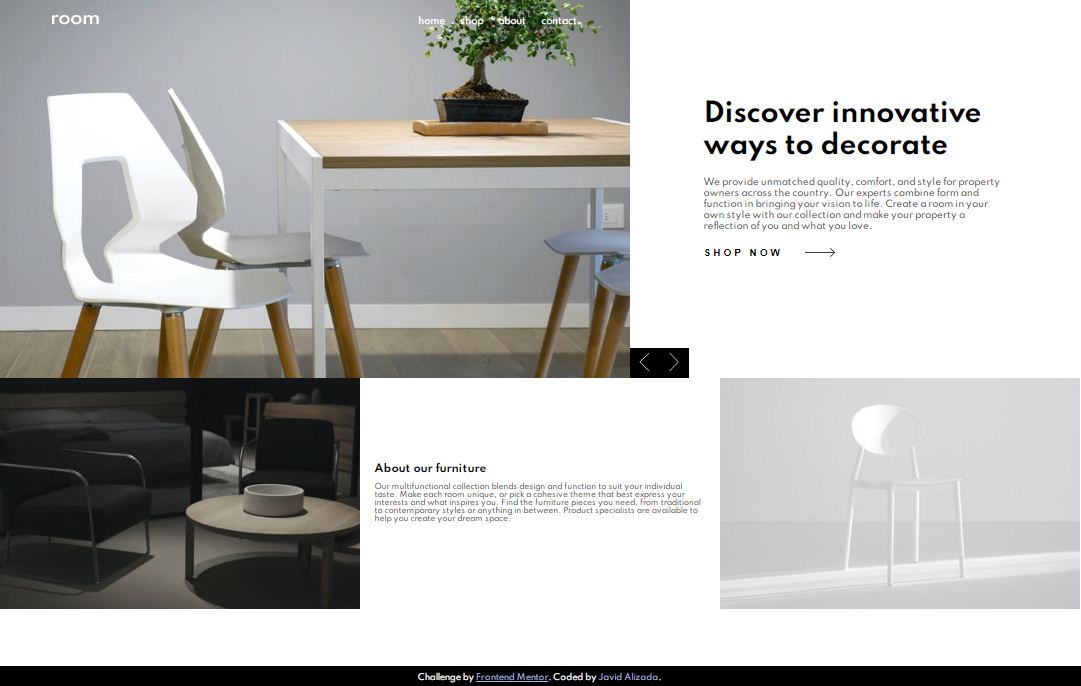 room
home shop about contact
Discover innovative
ways to decorate
We provide unmatched quality, comfort, and style for property
owners across the country. Our experts combine form and
function in bringing your vision to life. Create a room in your
own style with our collection and make your property a
reflection of you and what you love.
SHOP NOW
About our furniture
Our multifunctional collection blends design and function to suit your individual
taste. Make each room unique, or pick a cohesive theme that best express your
interests and what inspires you. Find the furniture pieces you need, from traditional
to contemporary styles or anything in between. Product specialists are available to
help you create your dream space.
Challenge by Frontend Mentor. Coded by Javid Alizada.